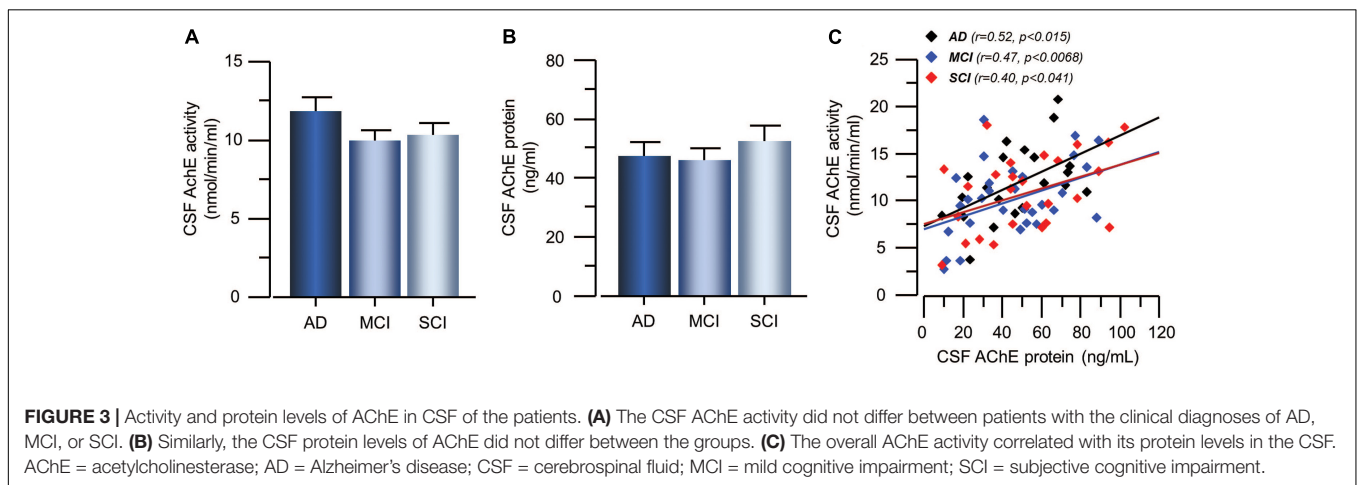 A
CSF AChE activity
(nmol/min/ml)
15
10
5
0
AD MCI SCI
B
CSF AChE protein
(ng/ml)
80
60
40
20
0
AD MCI SCI
C
AD (r=0.52, p<0.015)
MCI (r=0.47, p<0.0068)
SCI (r=0.40, p<0.041)
CSF AChE activity
(nmol/min/ml)
25
20
15
10
5
0
0 20 40 60 80 100 120
CSF AChE protein (ng/mL)
FIGURE 3 | Activity and protein levels of AChE in CSF of the patients. (A) The CSF AChE activity did not differ between patients with the clinical diagnoses of AD,
MCI, or SCI. (B) Similarly, the CSF protein levels of AChE did not differ between the groups. (C) The overall AChE activity correlated with its protein levels in the CSF.
AChE = acetylcholinesterase; AD = Alzheimer's disease; CSF = cerebrospinal fluid; MCI = mild cognitive impairment; SCI = subjective cognitive impairment.